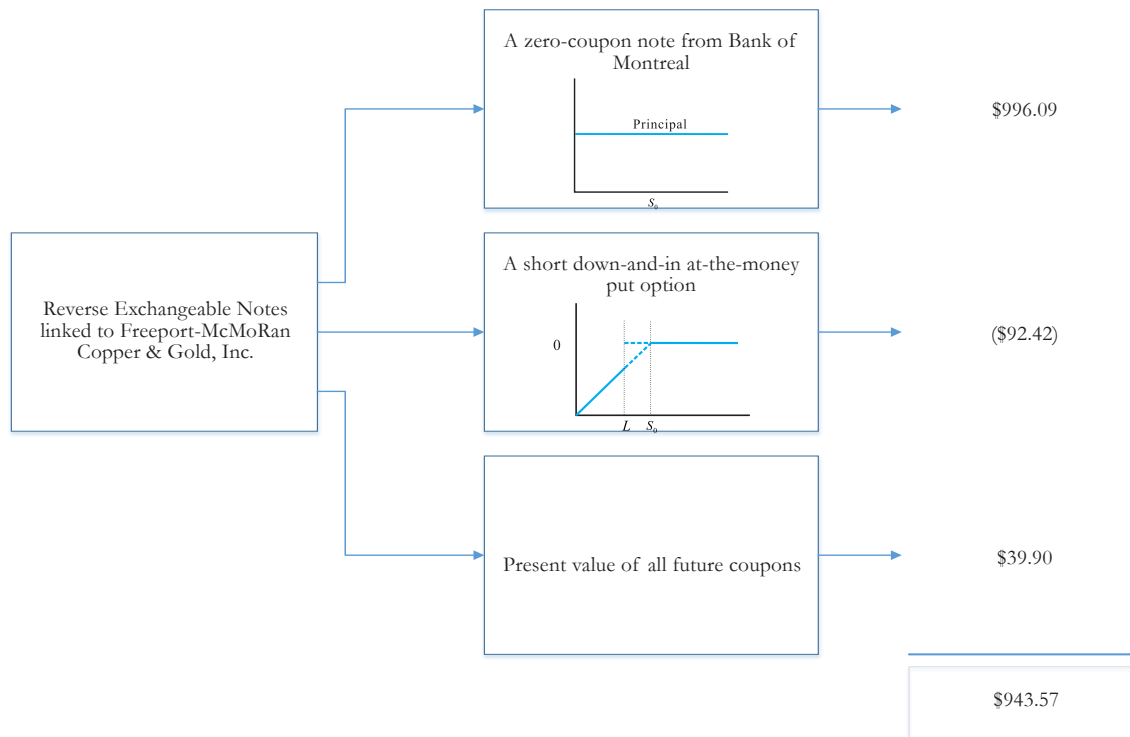 A zero-coupon note from Bank of
Montreal
Principal
S₀
$996.09
Reverse Exchangeable Notes
linked to Freeport-McMoRan
Copper & Gold, Inc.
A short down-and-in at-the-money
put option
0
L S₀
($92.42)
Present value of all future coupons
$39.90
$943.57